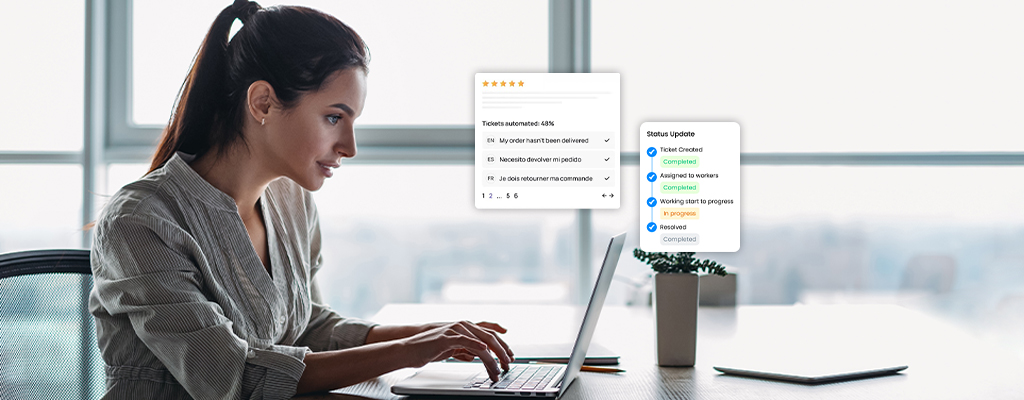 Tickets automated: 48%
EN My order hasn't been delivered
ES Necesito devolver mi pedido
FR Je dois retourner ma commande
1 2 ... 5 6
Status Update
Ticket Created
Completed
Assigned to workers
Completed
Working start to progress
In progress
Resolved
Completed